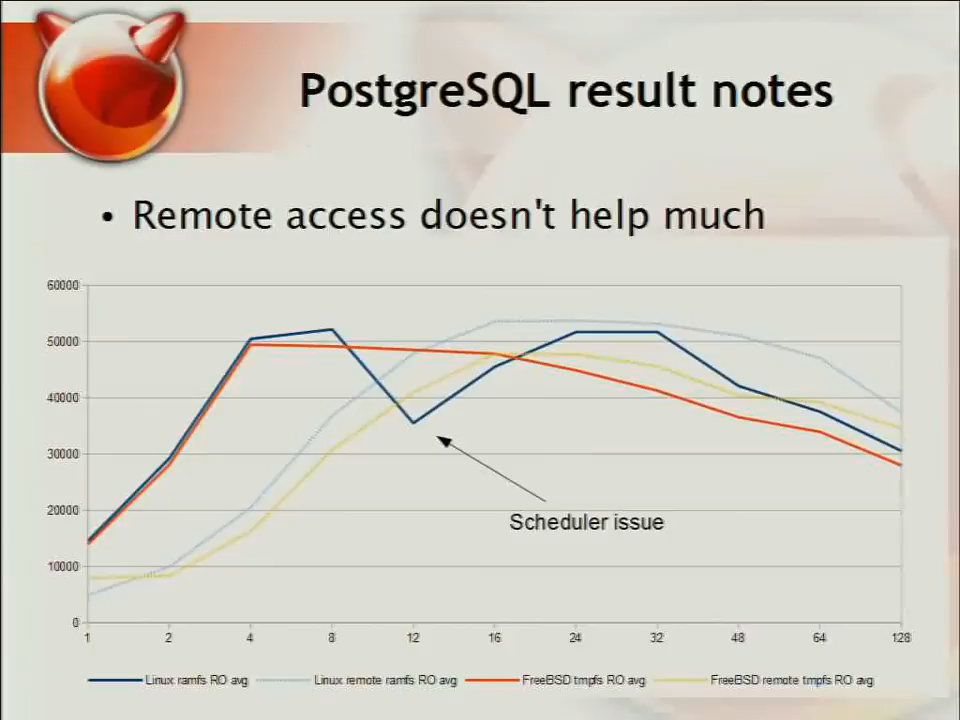 PostgreSQL result notes
• Remote access doesn't help much
60000
50000
40000
30000
20000
10000
0
Scheduler issue
1 2 4 8 12 16 24 32 48 64 128
Linux ramfs RO avg Linux remote ramfs RO avg FreeBSD tmpfs RO avg FreeBSD remote tmpfs RO avg